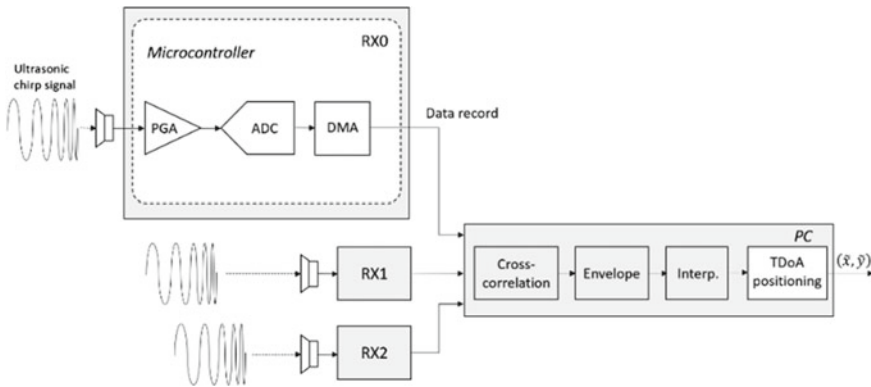 RX0
Microcontroller
Ultrasonic
chirp signal
PGA
ADC
DMA
Data record
PC
RX1
Cross-
correlation
Envelope
Interp.
TDoA
positioning
(x̃, ỹ)
RX2